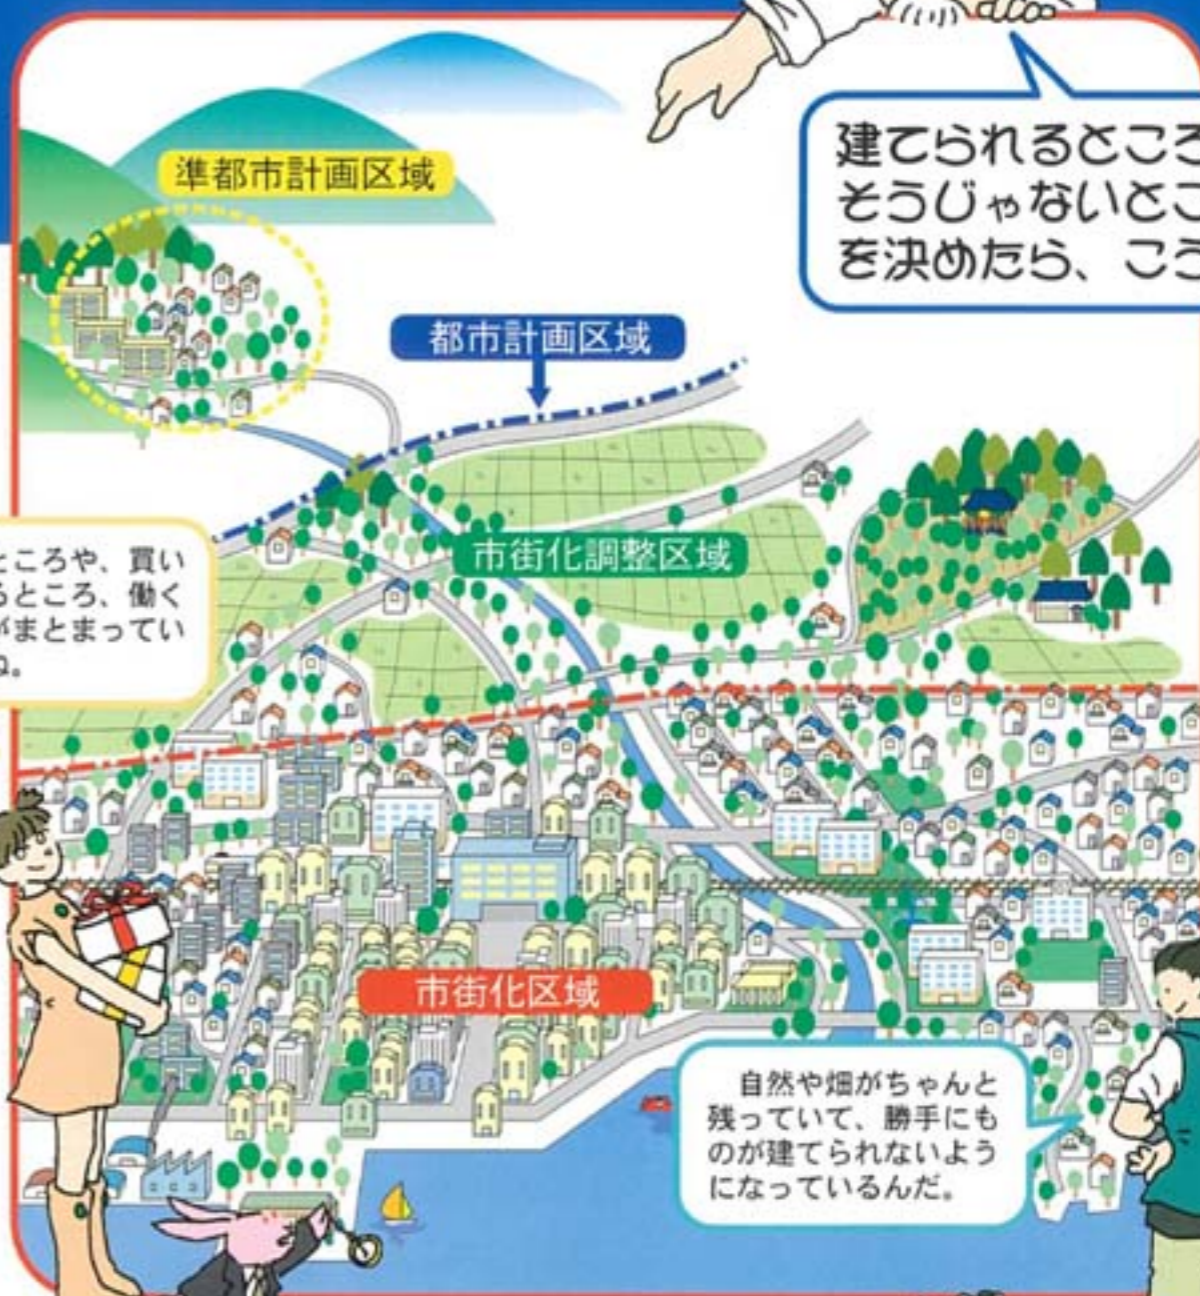 建てられるところ
そうじゃないとこ
を決めたら、こう
準都市計画区域
都市計画区域
市街化調整区域
ところや、買い
るところ、働く
がまとまってい
ね。
市街化区域
自然や畑がちゃんと
残っていて、勝手にも
のが建てられないよう
になっているんだ。